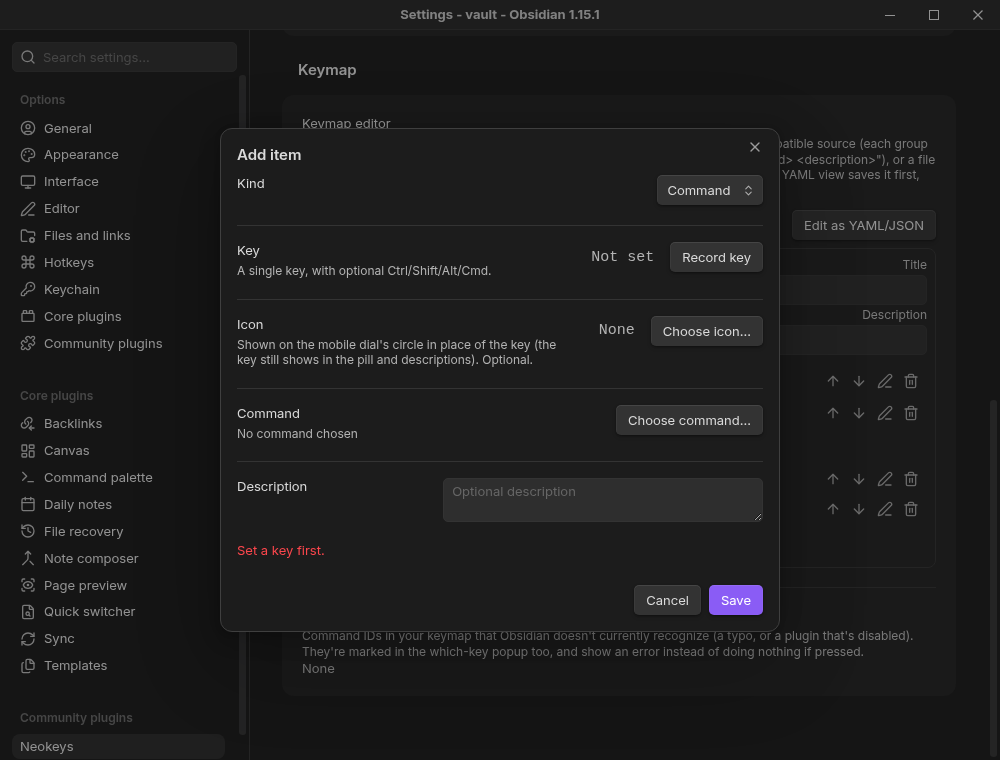 Settings - vault - Obsidian 1.15.1
Search settings...
Options
General
Appearance
Interface
Editor
Files and links
Hotkeys
Keychain
Core plugins
Community plugins
Core plugins
Backlinks
Canvas
Command palette
Daily notes
File recovery
Note composer
Page preview
Quick switcher
Sync
Templates
Community plugins
Neokeys
Keymap
Keymap editor
patible source (each group
d> <description>"), or a file
YAML view saves it first,
Edit as YAML/JSON
Title
Description
Add item
Kind
Command
Key
A single key, with optional Ctrl/Shift/Alt/Cmd.
Not set
Record key
Icon
Shown on the mobile dial's circle in place of the key (the
key still shows in the pill and descriptions). Optional.
None
Choose icon...
Command
No command chosen
Choose command...
Description
Optional description
Set a key first.
Cancel
Save
Command IDs in your keymap that Obsidian doesn't currently recognize (a typo, or a plugin that's disabled).
They're marked in the which-key popup too, and show an error instead of doing nothing if pressed.
None